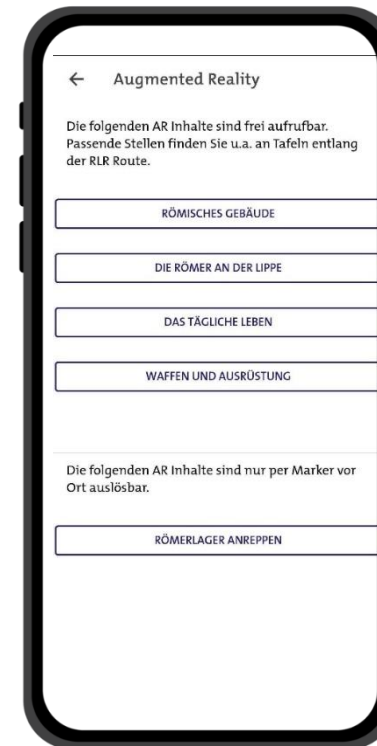 Augmented Reality
Die folgenden AR Inhalte sind frei aufrufbar.
Passende Stellen finden Sie u.a. an Tafeln entlang
der RLR Route.
RÖMISCHES GEBÄUDE
DIE RÖMER AN DER LIPPE
DAS TÄGLICHE LEBEN
WAFFEN UND AUSRÜSTUNG
Die folgenden AR Inhalte sind nur per Marker vor
Ort auslösbar.
RÖMERLAGER ANREPPEN